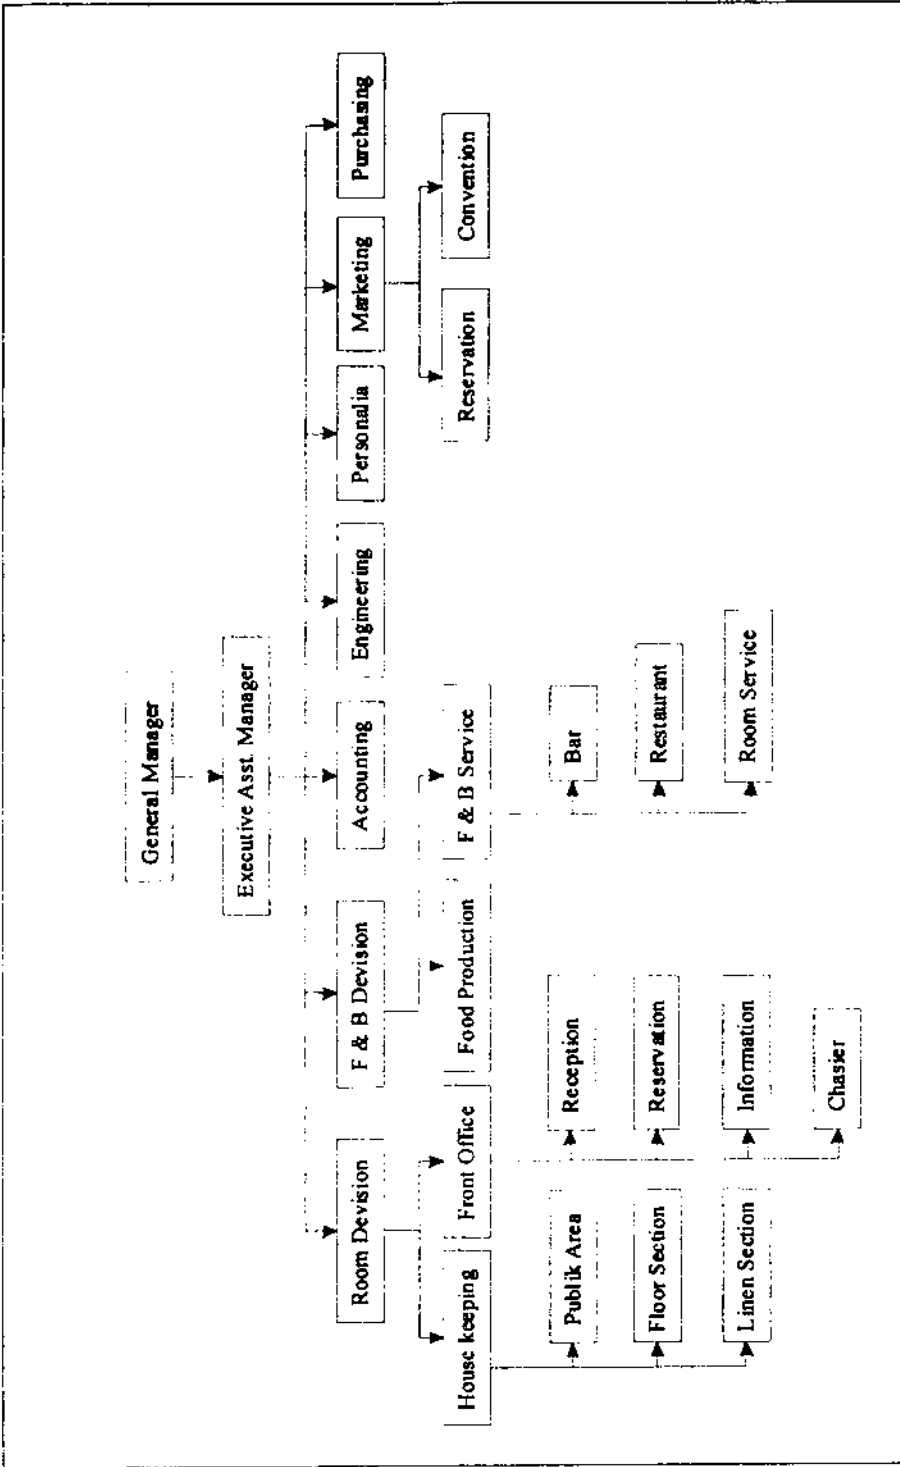 General Manager
Executive Asst. Manager
Room Devision
F & B Devision
Accounting
Engineering
Personalia
Marketing
Purchasing
House keeping
Front Office
Food Production
F & B Service
Reservation
Convention
Publik Area
Reception
Bar
Floor Section
Reservation
Restaurant
Linen Section
Information
Room Service
Chasier